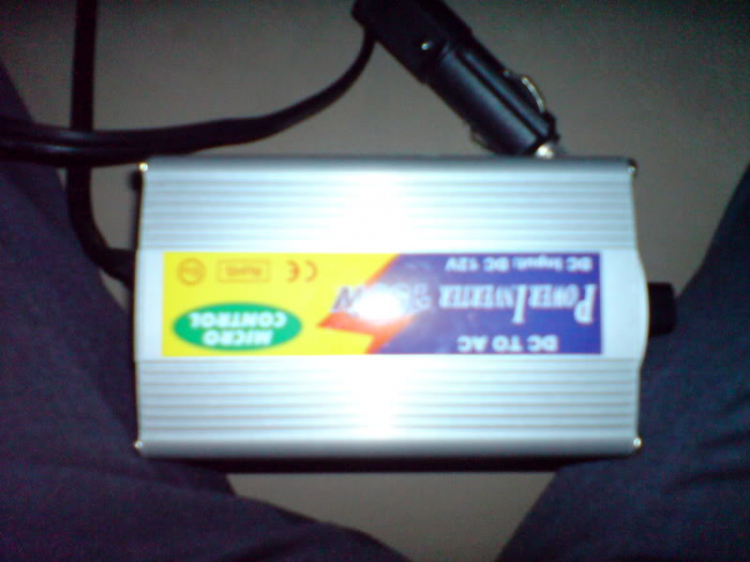 DC TO AC
POWER INVERTER
DC Input: DC 12V
MICRO
CONTROL
CE
RoHS